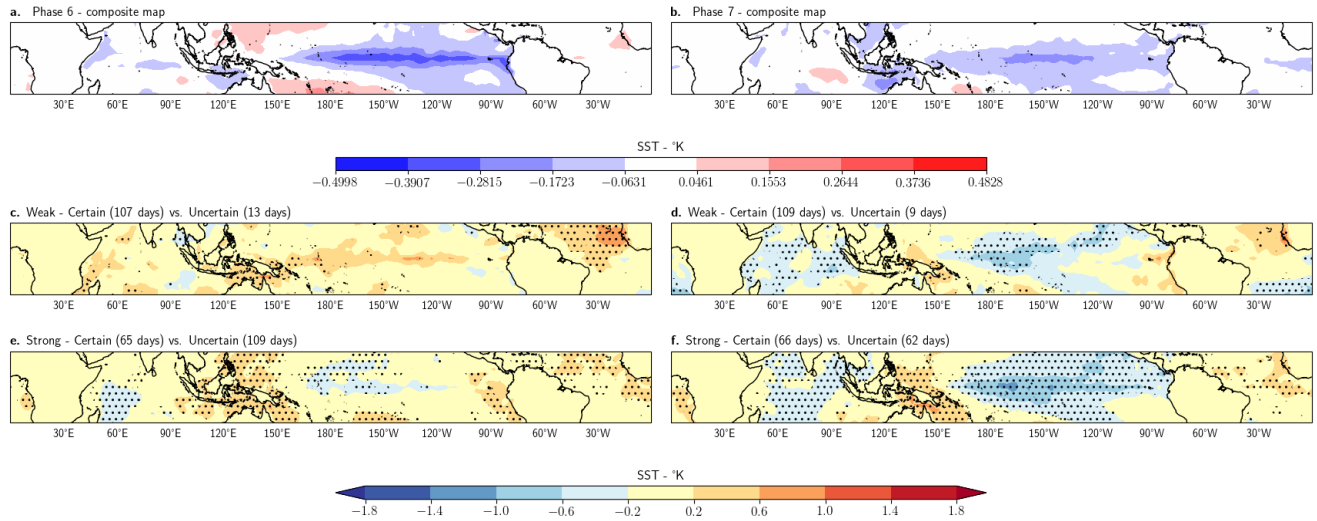 a. Phase 6 - composite map
b. Phase 7 - composite map
30°E 60°E 90°E 120°E 150°E 180° 150°W 120°W 90°W 60°W 30°W
30°E 60°E 90°E 120°E 150°E 180° 150°W 120°W 90°W 60°W 30°W
SST - °K
−0.4998 −0.3907 −0.2815 −0.1723 −0.0631 0.0461 0.1553 0.2644 0.3736 0.4828
c. Weak - Certain (107 days) vs. Uncertain (13 days)
d. Weak - Certain (109 days) vs. Uncertain (9 days)
30°E 60°E 90°E 120°E 150°E 180° 150°W 120°W 90°W 60°W 30°W
30°E 60°E 90°E 120°E 150°E 180° 150°W 120°W 90°W 60°W 30°W
e. Strong - Certain (65 days) vs. Uncertain (109 days)
f. Strong - Certain (66 days) vs. Uncertain (62 days)
30°E 60°E 90°E 120°E 150°E 180° 150°W 120°W 90°W 60°W 30°W
30°E 60°E 90°E 120°E 150°E 180° 150°W 120°W 90°W 60°W 30°W
SST - °K
−1.8 −1.4 −1.0 −0.6 −0.2 0.2 0.6 1.0 1.4 1.8